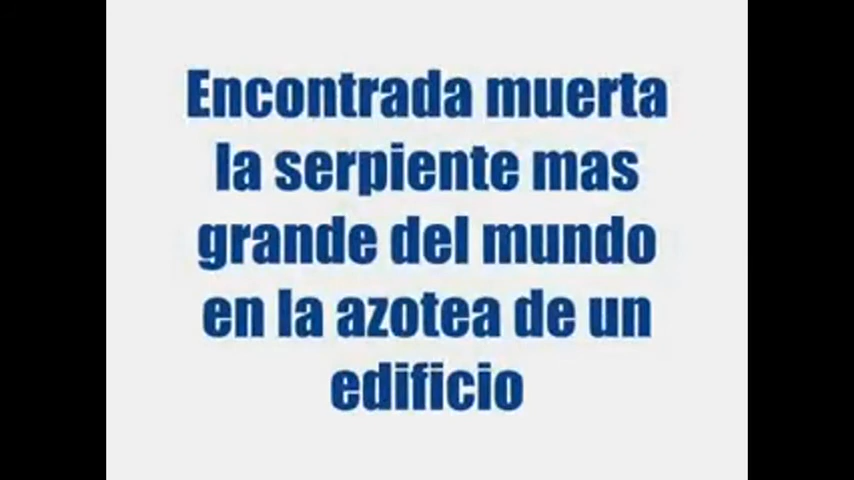 Encontrada muerta
la serpiente mas
grande del mundo
en la azotea de un
edificio